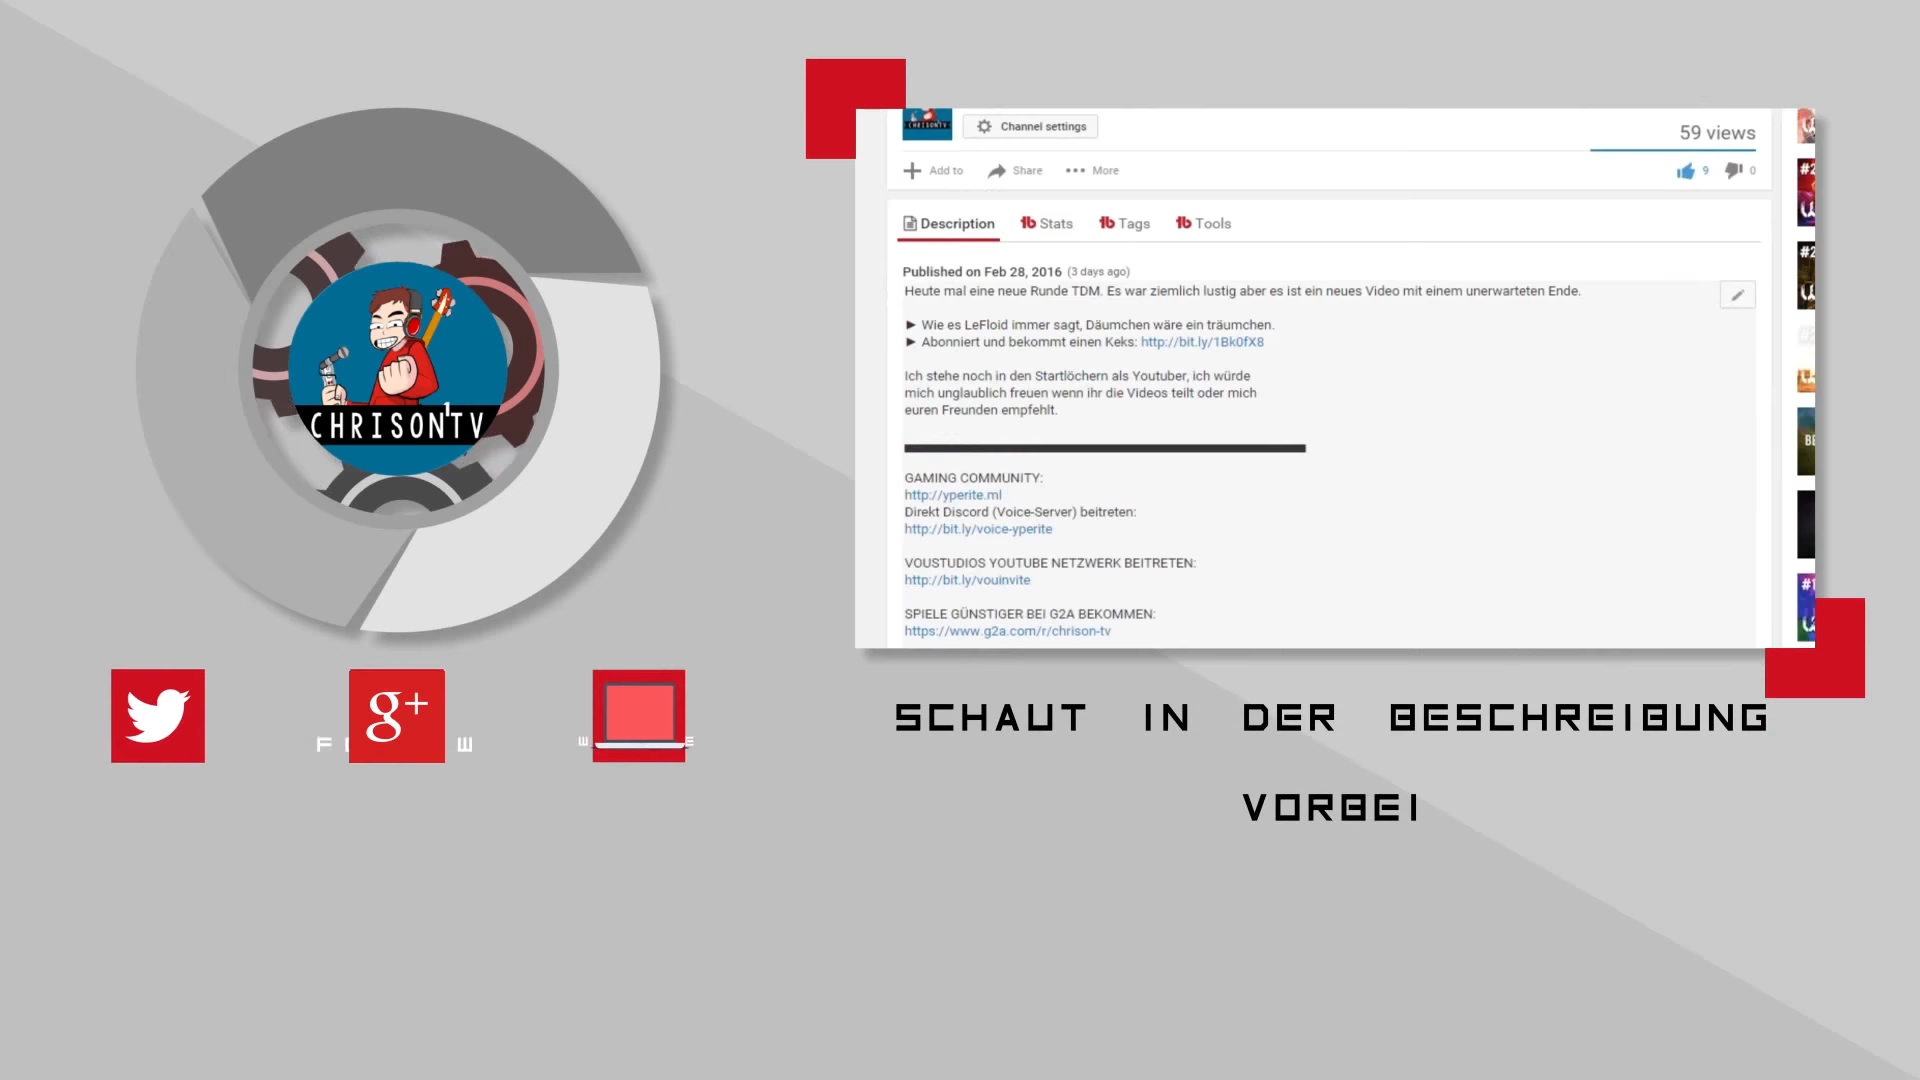 CHRISON TV
Channel settings
59 views
Add to
Share
More
9
0
Description
Stats
Tags
Tools
Published on Feb 28, 2016 (3 days ago)
Heute mal eine neue Runde TDM. Es war ziemlich lustig aber es ist ein neues Video mit einem unerwarteten Ende.
► Wie es LeFloid immer sagt, Däumchen wäre ein träumchen.
► Abonniert und bekommt einen Keks: http://bit.ly/1Bk0fX8
Ich stehe noch in den Startlöchern als Youtuber, ich würde
mich unglaublich freuen wenn ihr die Videos teilt oder mich
euren Freunden empfehlt.
GAMING COMMUNITY:
http://yperite.ml
Direkt Discord (Voice-Server) beitreten:
http://bit.ly/voice-yperite
VOUSTUDIOS YOUTUBE NETZWERK BEITRETEN:
http://bit.ly/vouinvite
SPIELE GÜNSTIGER BEI G2A BEKOMMEN:
https://www.g2a.com/r/chrison-tv
g+
SCHAUT IN DER BESCHREIBUNG
VORBEI